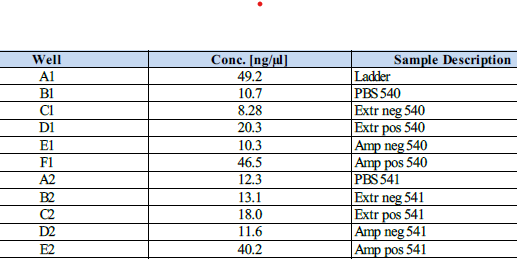 Well Conc. [ng/µl] Sample Description
A1 49.2 Ladder
B1 10.7 PBS 540
C1 8.28 Extr neg 540
D1 20.3 Extr pos 540
E1 10.3 Amp neg 540
F1 46.5 Amp pos 540
A2 12.3 PBS 541
B2 13.1 Extr neg 541
C2 18.0 Extr pos 541
D2 11.6 Amp neg 541
E2 40.2 Amp pos 541